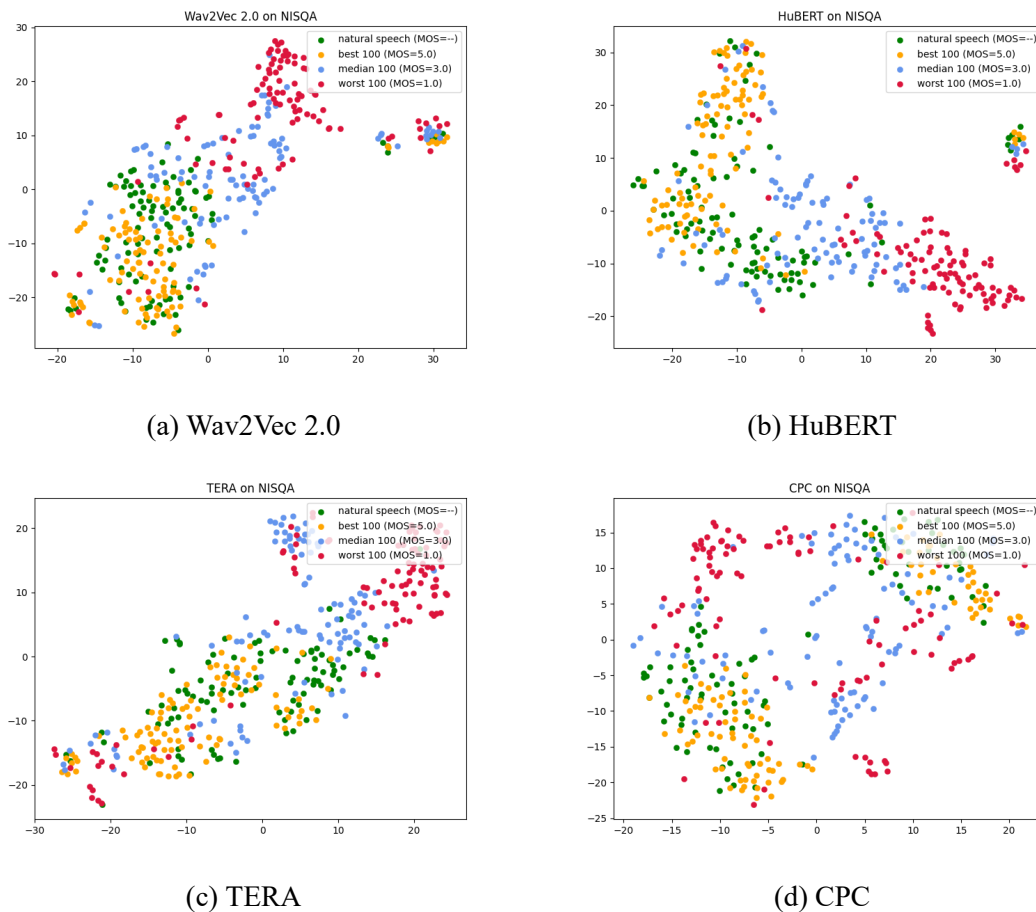 Wav2Vec 2.0 on NISQA
natural speech (MOS=--)
best 100 (MOS=5.0)
median 100 (MOS=3.0)
worst 100 (MOS=1.0)
30
20
10
0
−10
−20
−20
−10
0
10
20
30
(a) Wav2Vec 2.0
HuBERT on NISQA
natural speech (MOS=--)
best 100 (MOS=5.0)
median 100 (MOS=3.0)
worst 100 (MOS=1.0)
30
20
10
0
−10
−20
−20
−10
0
10
20
30
(b) HuBERT
TERA on NISQA
natural speech (MOS=--)
best 100 (MOS=5.0)
median 100 (MOS=3.0)
worst 100 (MOS=1.0)
20
10
0
−10
−20
−30
−20
−10
0
10
20
(c) TERA
CPC on NISQA
natural speech (MOS=--)
best 100 (MOS=5.0)
median 100 (MOS=3.0)
worst 100 (MOS=1.0)
15
10
5
0
−5
−10
−15
−20
−25
−20
−15
−10
−5
0
5
10
15
20
(d) CPC